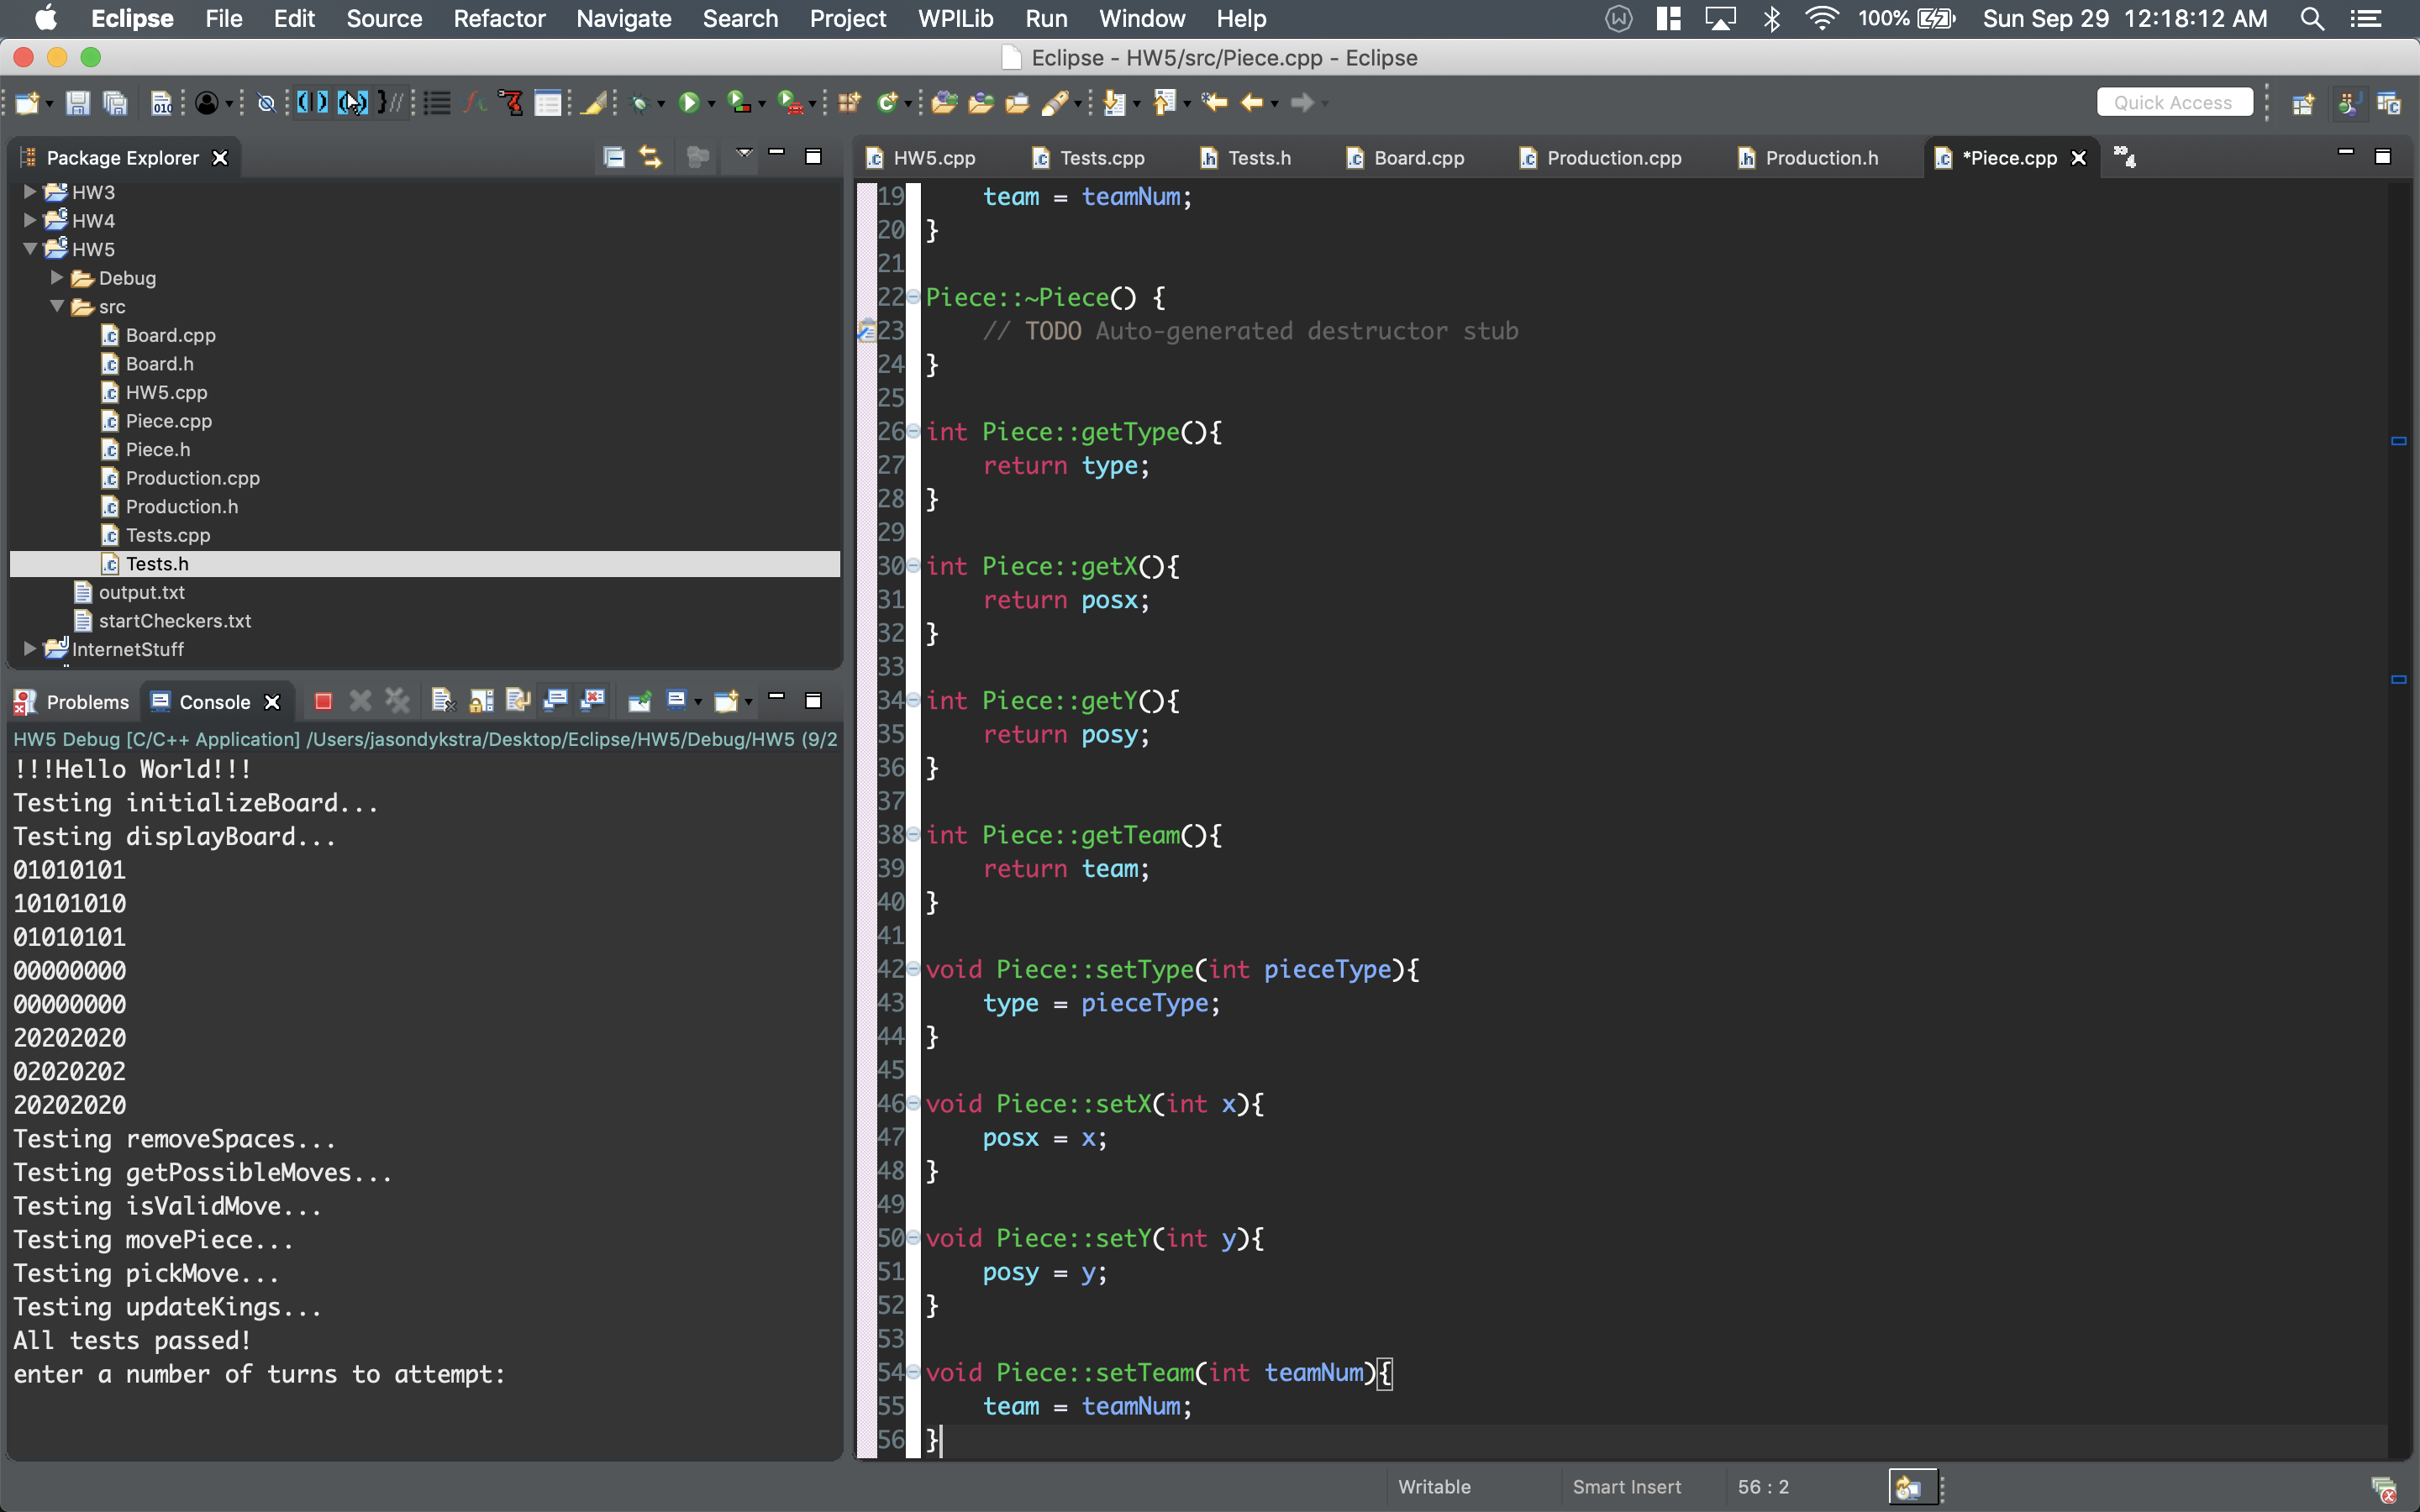 Eclipse File Edit Source Refactor Navigate Search Project WPILib Run Window Help 100% Sun Sep 29 12:18:12 AM
Eclipse - HW5/src/Piece.cpp - Eclipse
Quick Access
Package Explorer
HW3
HW4
HW5
Debug
src
Board.cpp
Board.h
HW5.cpp
Piece.cpp
Piece.h
Production.cpp
Production.h
Tests.cpp
Tests.h
output.txt
startCheckers.txt
InternetStuff
Problems Console
HW5 Debug [C/C++ Application] /Users/jasondykstra/Desktop/Eclipse/HW5/Debug/HW5 (9/2
!!!Hello World!!!
Testing initializeBoard...
Testing displayBoard...
01010101
10101010
01010101
00000000
00000000
20202020
02020202
20202020
Testing removeSpaces...
Testing getPossibleMoves...
Testing isValidMove...
Testing movePiece...
Testing pickMove...
Testing updateKings...
All tests passed!
enter a number of turns to attempt:
HW5.cpp Tests.cpp Tests.h Board.cpp Production.cpp Production.h *Piece.cpp 4
19 team = teamNum;
20 }
21
22 Piece::~Piece() {
23 // TODO Auto-generated destructor stub
24 }
25
26 int Piece::getType(){
27 return type;
28 }
29
30 int Piece::getX(){
31 return posx;
32 }
33
34 int Piece::getY(){
35 return posy;
36 }
37
38 int Piece::getTeam(){
39 return team;
40 }
41
42 void Piece::setType(int pieceType){
43 type = pieceType;
44 }
45
46 void Piece::setX(int x){
47 posx = x;
48 }
49
50 void Piece::setY(int y){
51 posy = y;
52 }
53
54 void Piece::setTeam(int teamNum){
55 team = teamNum;
56 }
Writable Smart Insert 56 : 2